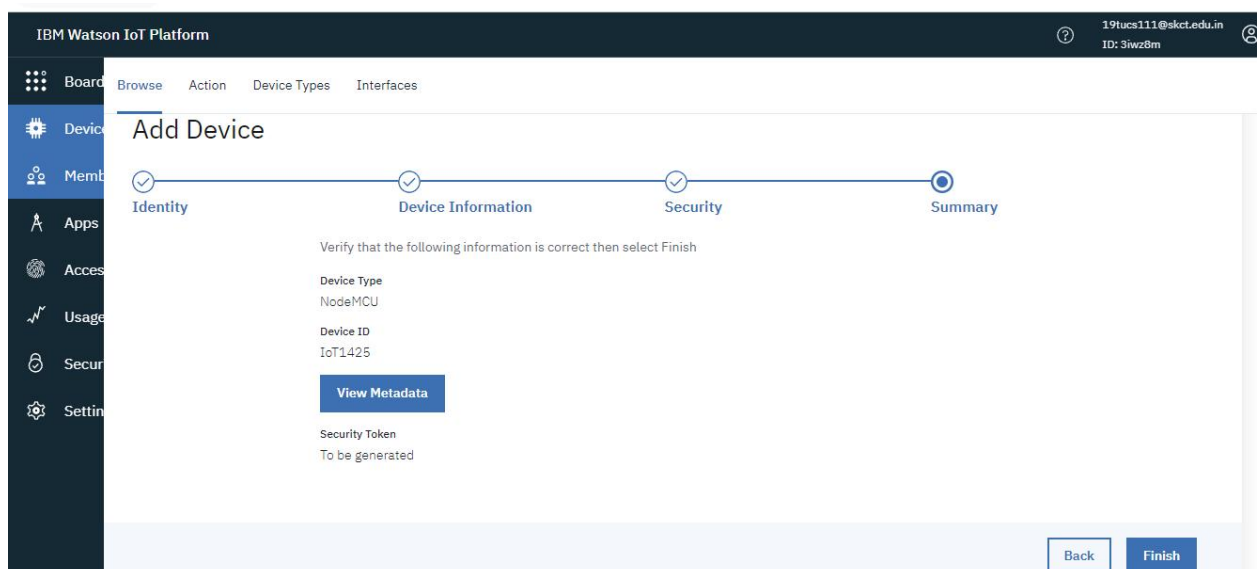 IBM Watson IoT Platform
19tucs111@skct.edu.in
ID: 3iwz8m
Board
Browse Action Device Types Interfaces
Device
Add Device
Memb
Identity Device Information Security Summary
Apps
Verify that the following information is correct then select Finish
Acces
Device Type
NodeMCU
Usage
Device ID
IoT1425
Secur
View Metadata
Settin
Security Token
To be generated
Back Finish